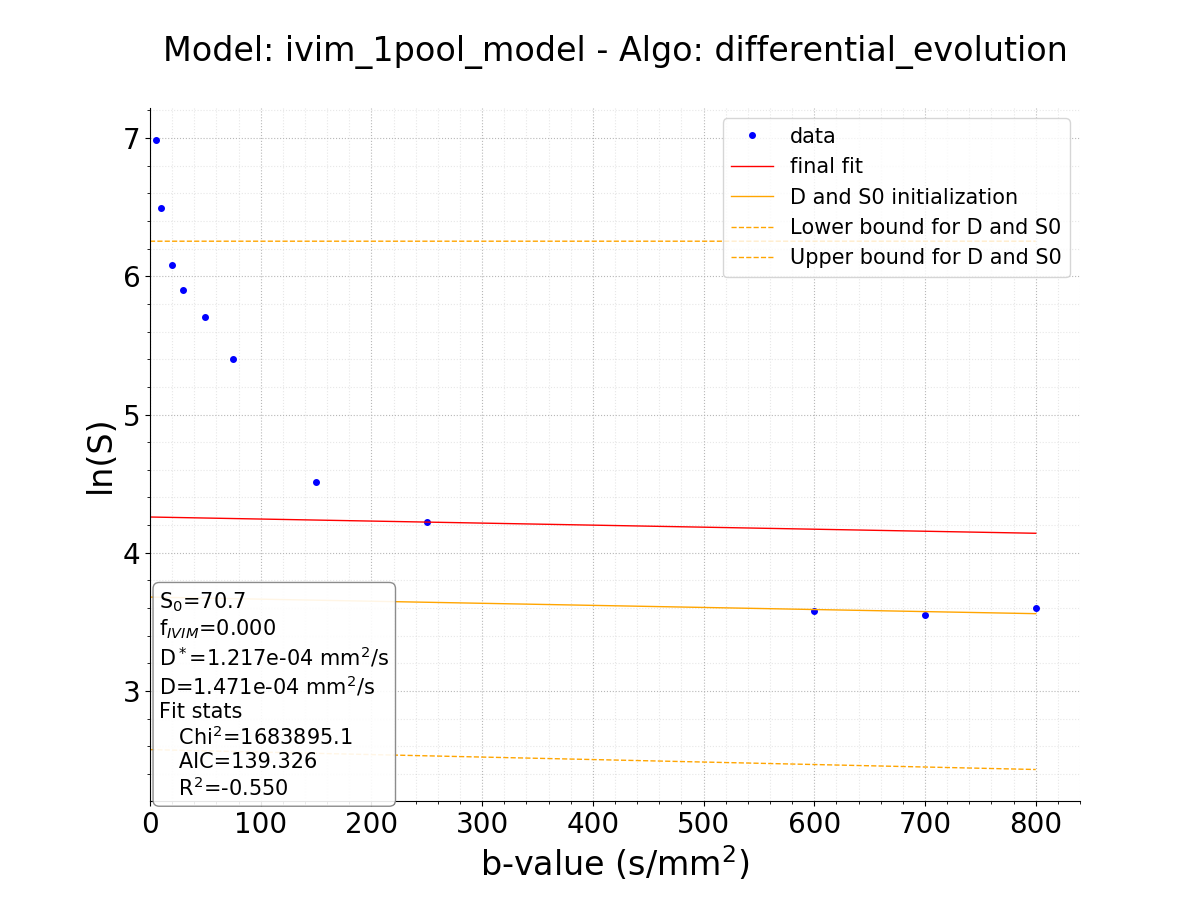 Model: ivim_1pool_model - Algo: differential_evolution
data
final fit
D and S0 initialization
Lower bound for D and S0
Upper bound for D and S0
7
6
5
4
3
ln(S)
S₀=70.7
f_IVIM=0.000
D*=1.217e-04 mm²/s
D=1.471e-04 mm²/s
Fit stats
Chi²=1683895.1
AIC=139.326
R²=-0.550
0 100 200 300 400 500 600 700 800
b-value (s/mm²)